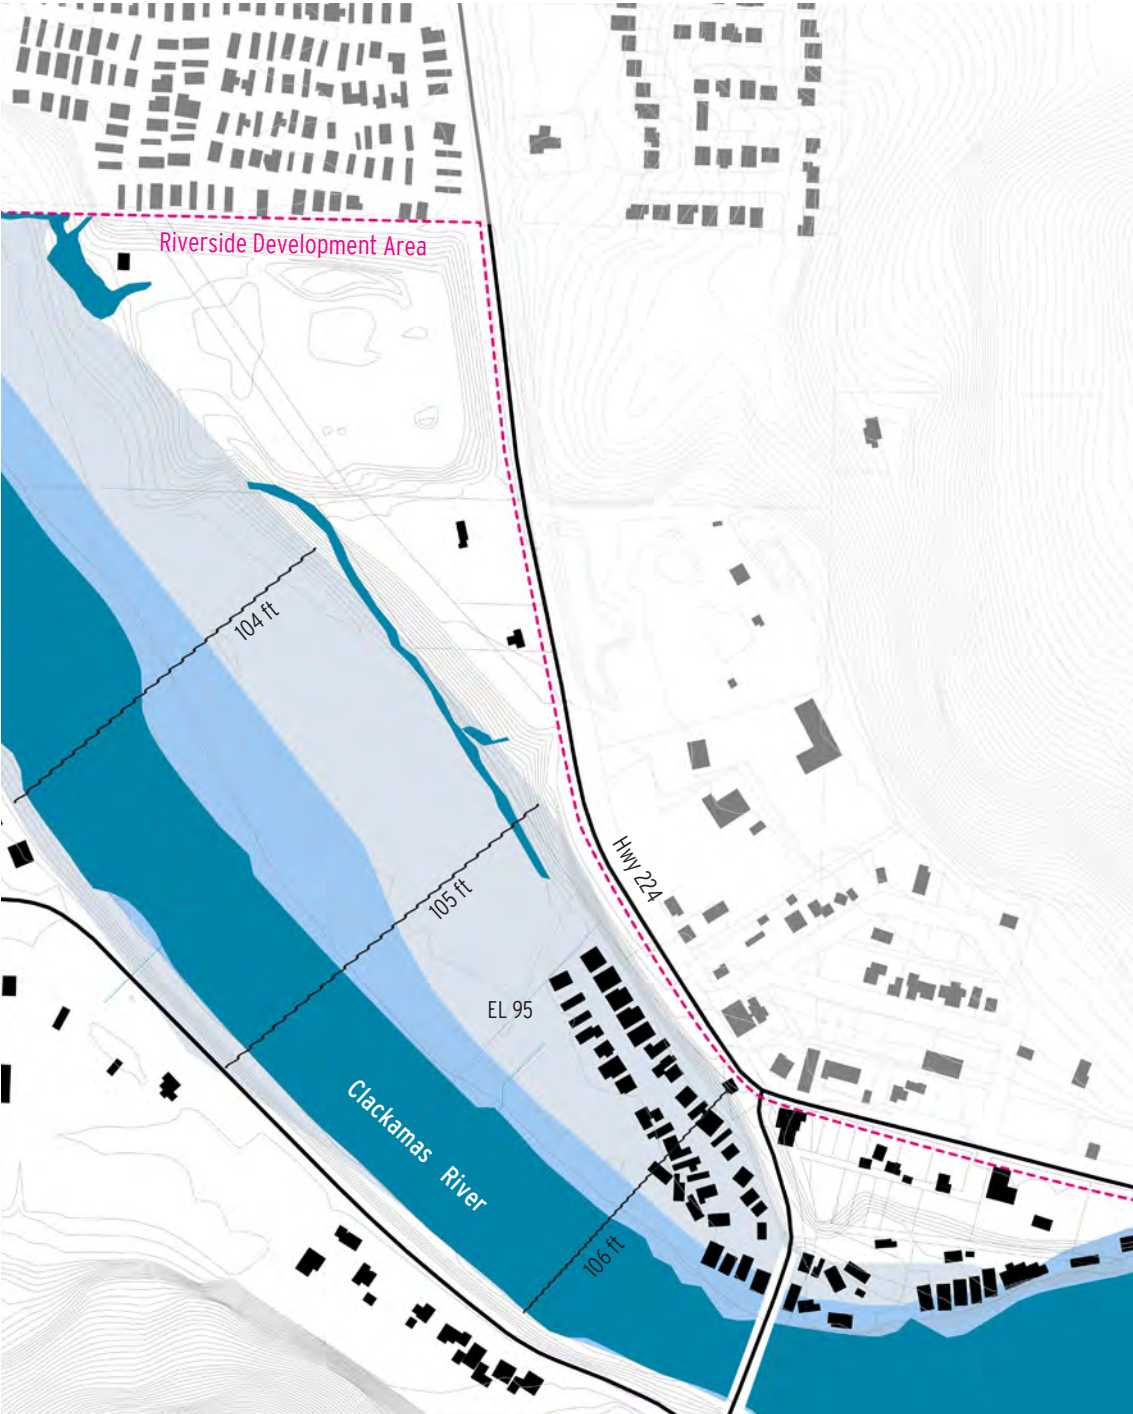 Riverside Development Area
104 ft
Hwy 224
105 ft
EL 95
Clackamas River
106 ft